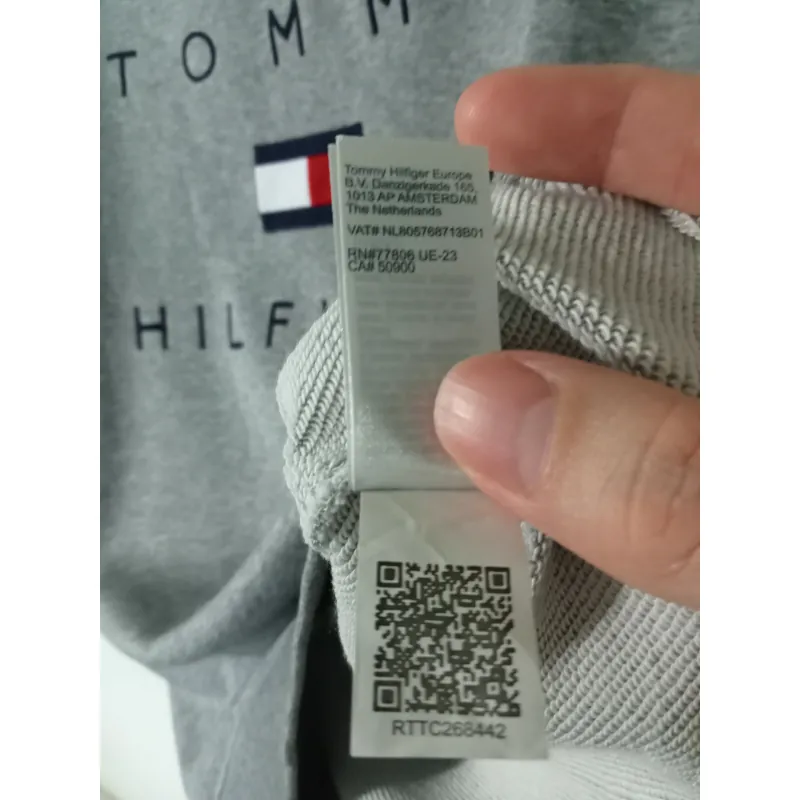 TOMM
HILF
Tommy Hilfiger Europe
B.V. Danzigerkade 165,
1013 AP AMSTERDAM
The Netherlands
VAT# NL805768713B01
RN#77806 UE-23
CA# 50900
RTTC268442